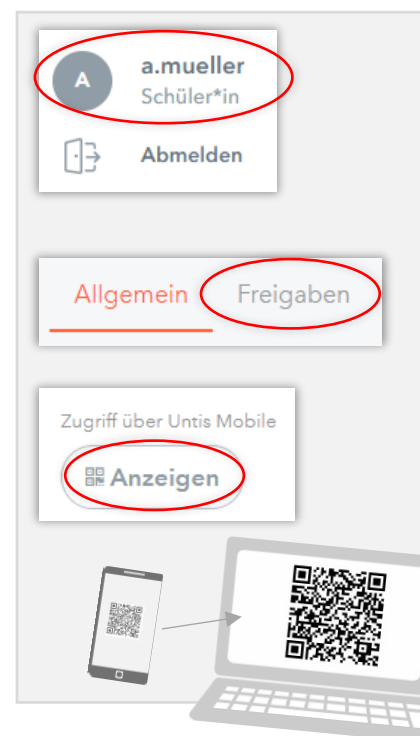 A
a.mueller
Schüler*in
Abmelden
Allgemein Freigaben
Zugriff über Untis Mobile
Anzeigen